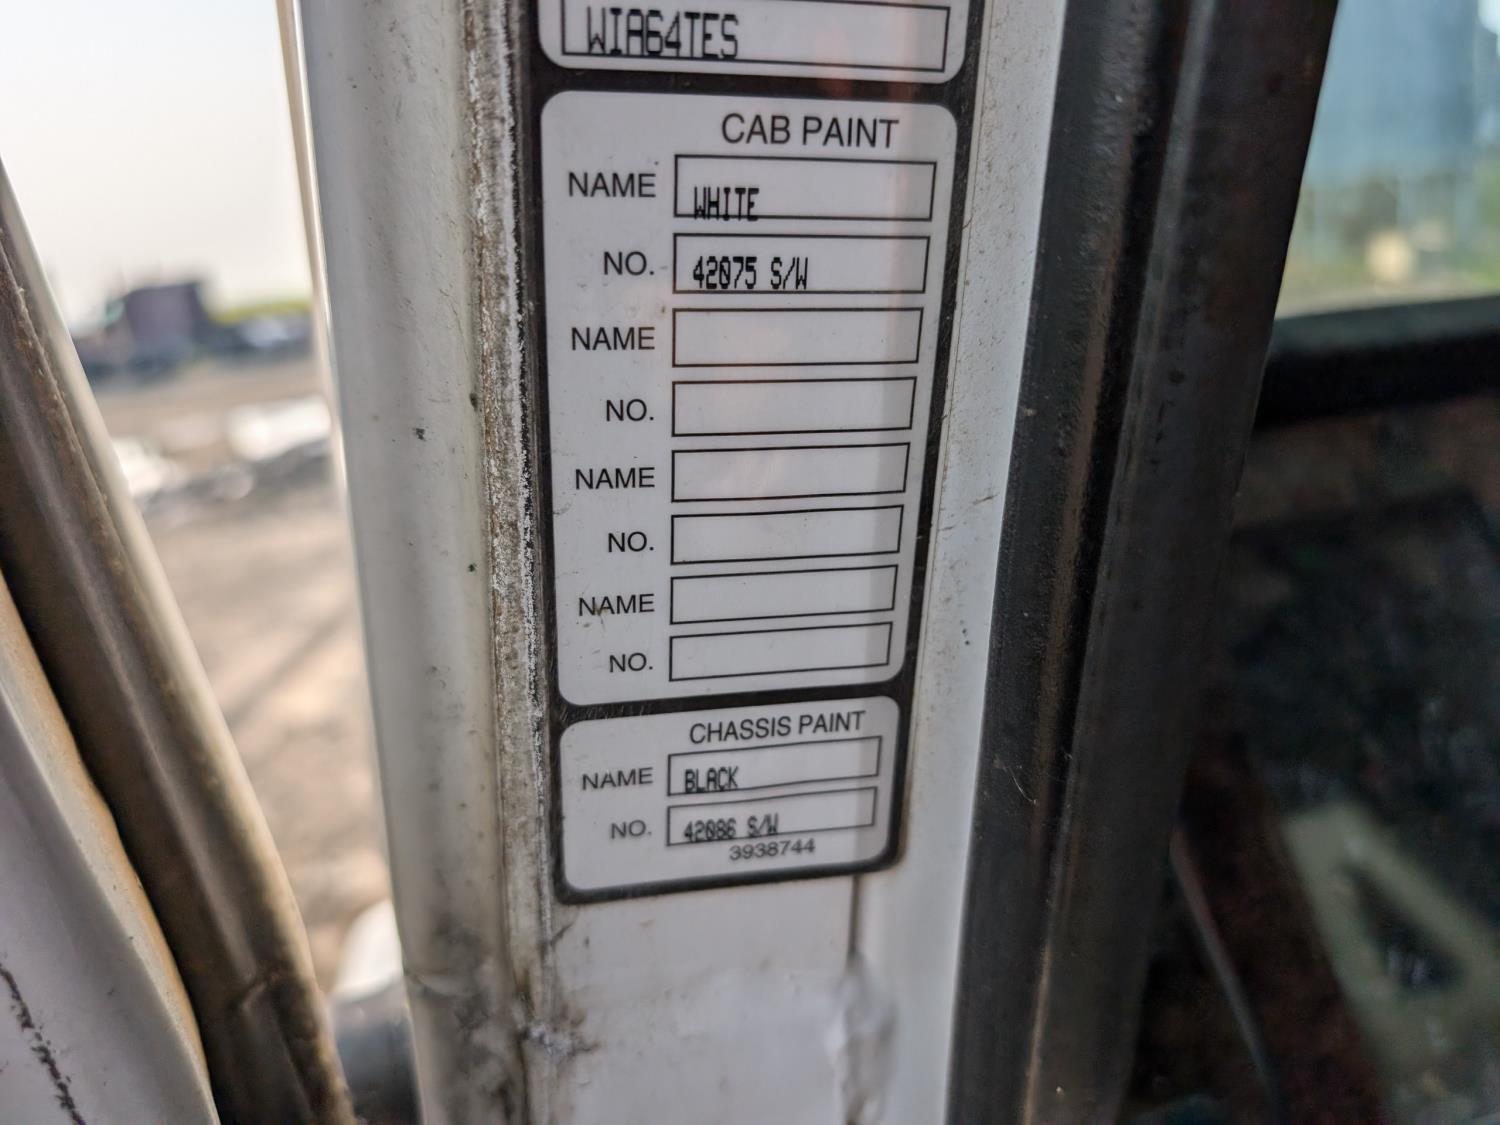 WIA64TES
CAB PAINT
NAME WHITE
NO. 42075 S/W
NAME
NO.
NAME
NO.
NAME
NO.
CHASSIS PAINT
NAME BLACK
NO. 42086 S/W
3938744